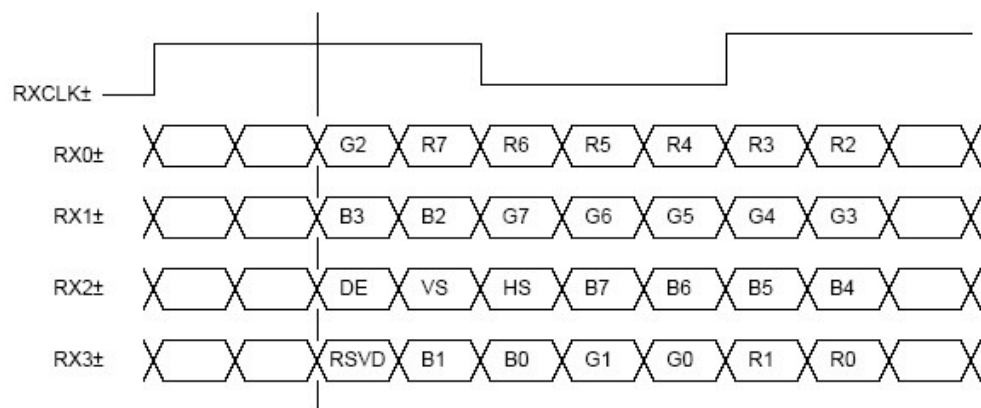 RXCLK±
RX0± G2 R7 R6 R5 R4 R3 R2
RX1± B3 B2 G7 G6 G5 G4 G3
RX2± DE VS HS B7 B6 B5 B4
RX3± RSVD B1 B0 G1 G0 R1 R0